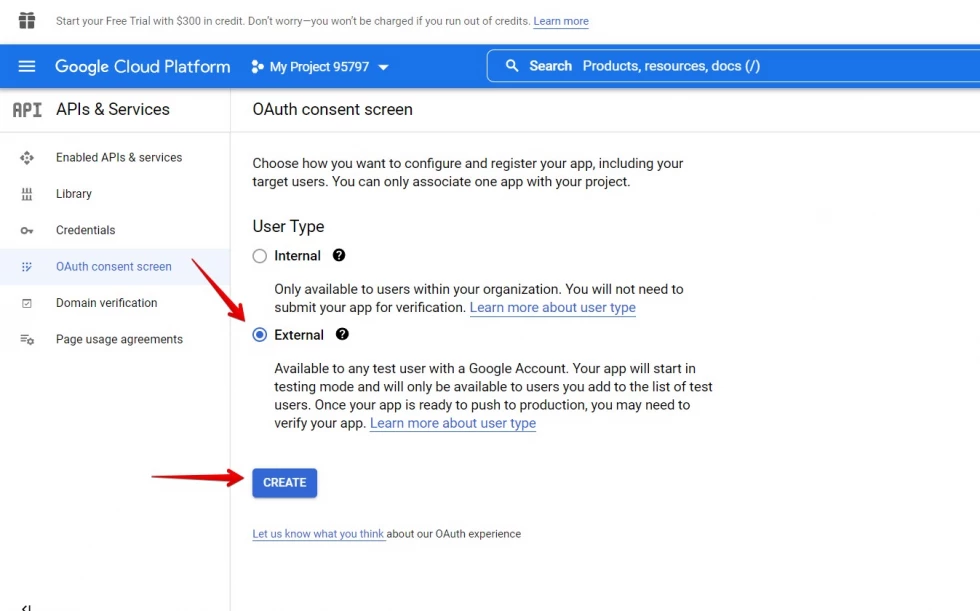 Start your Free Trial with $300 in credit. Don't worry—you won't be charged if you run out of credits. Learn more
Google Cloud Platform
My Project 95797
Search Products, resources, docs (/)
API APIs & Services
OAuth consent screen
Enabled APIs & services
Library
Credentials
OAuth consent screen
Domain verification
Page usage agreements
Choose how you want to configure and register your app, including your
target users. You can only associate one app with your project.
User Type
Internal
Only available to users within your organization. You will not need to
submit your app for verification. Learn more about user type
External
Available to any test user with a Google Account. Your app will start in
testing mode and will only be available to users you add to the list of test
users. Once your app is ready to push to production, you may need to
verify your app. Learn more about user type
CREATE
Let us know what you think about our OAuth experience